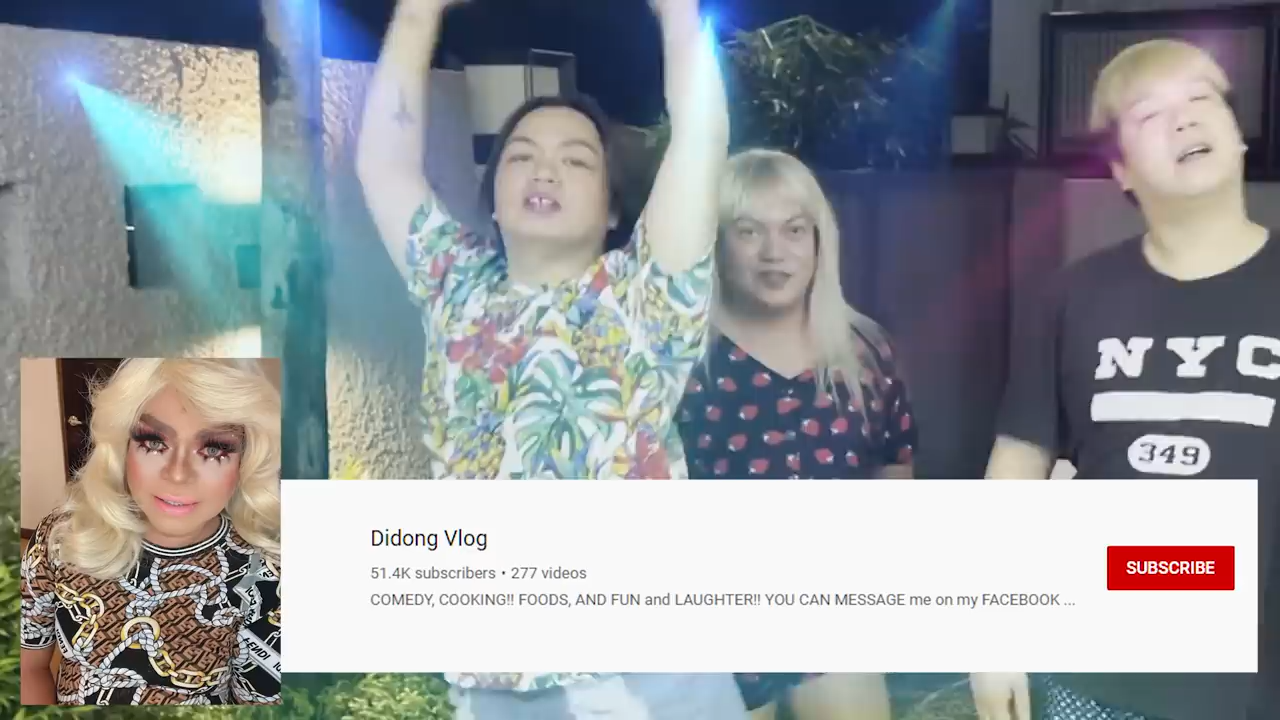 NYC
349
Didong Vlog
51.4K subscribers • 277 videos
SUBSCRIBE
COMEDY, COOKING!! FOODS, AND FUN and LAUGHTER!! YOU CAN MESSAGE me on my FACEBOOK ...
FENDI